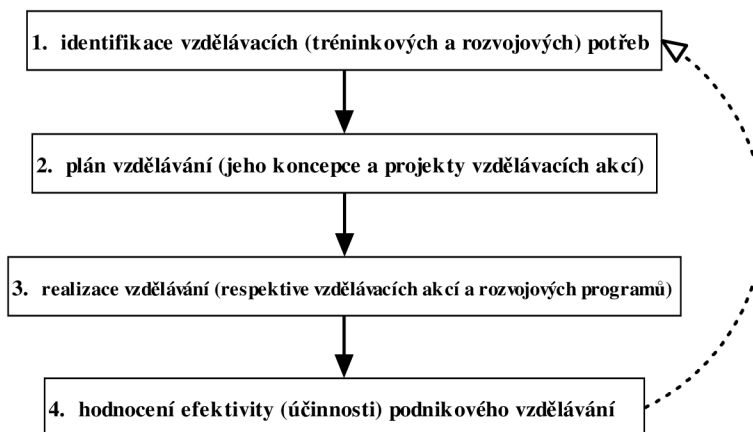 1. identifikace vzdělávacích (tréninkových a rozvojových) potřeb
2. plán vzdělávání (jeho koncepce a projekty vzdělávacích akcí)
3. realizace vzdělávání (respektive vzdělávacích akcí a rozvojových programů)
4. hodnocení efektivity (účinnosti) podnikového vzdělávání